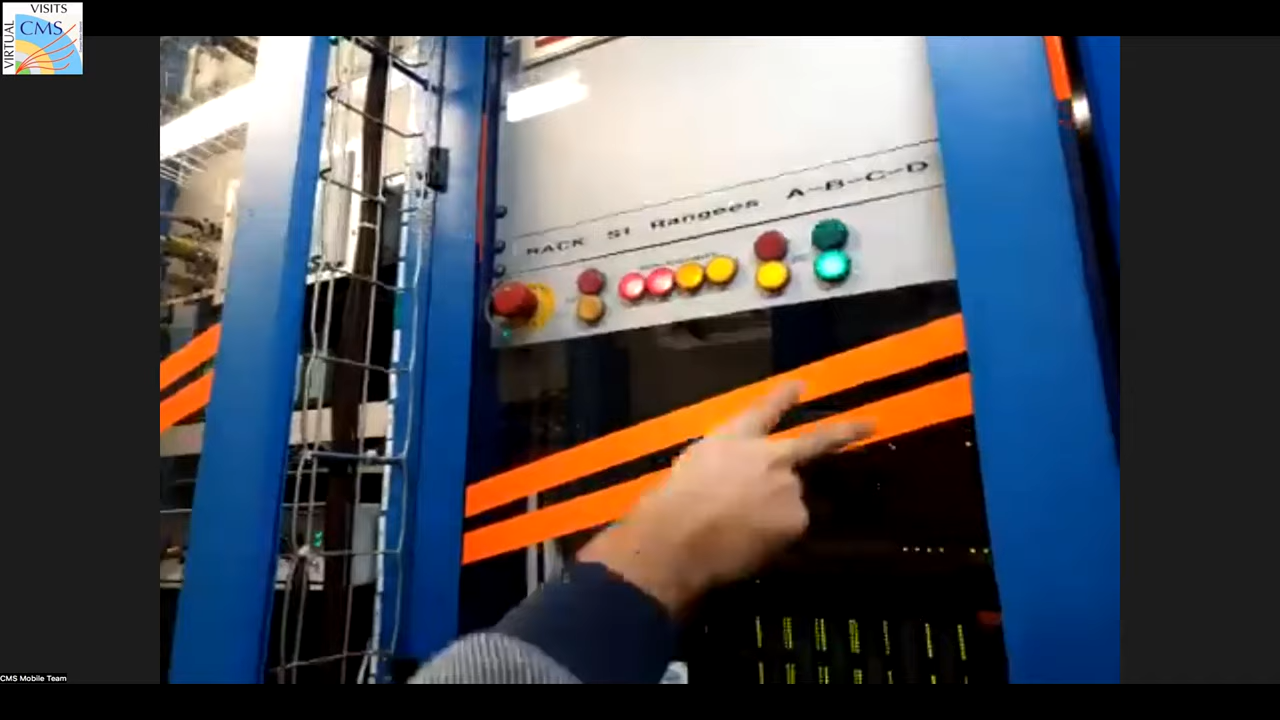 VISITS
VIRTUAL
CMS
RACK S1 Rangees A-B-C-D
CMS Mobile Team